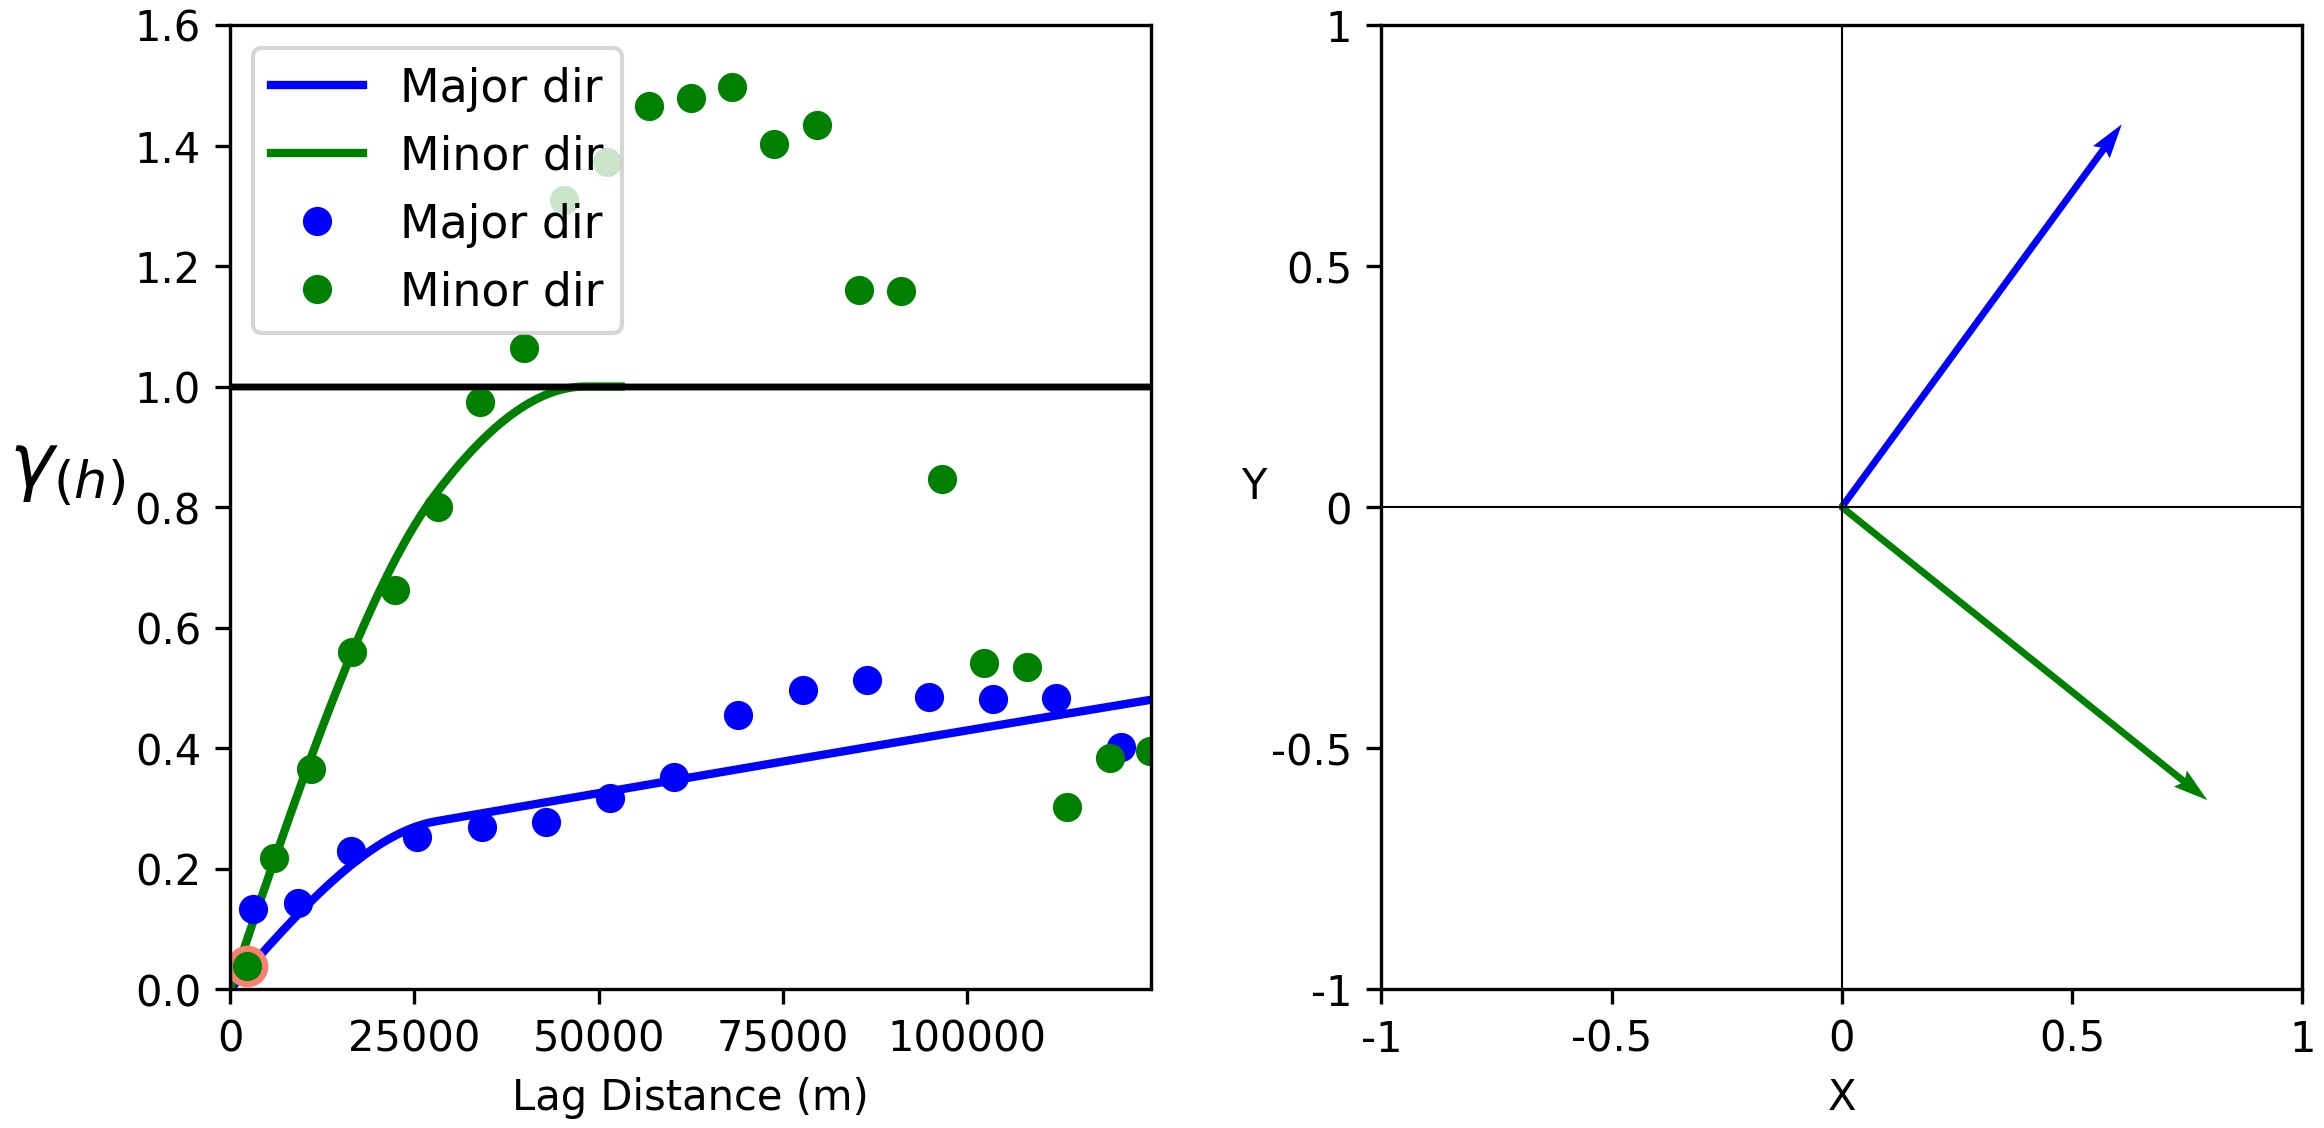 1.6
1.4
1.2
1.0
0.8
0.6
0.4
0.2
0.0
γ(h)
Major dir
Minor dir
Major dir
Minor dir
0 25000 50000 75000 100000
Lag Distance (m)
1
0.5
0
-0.5
-1
Y
-1 -0.5 0 0.5 1
X